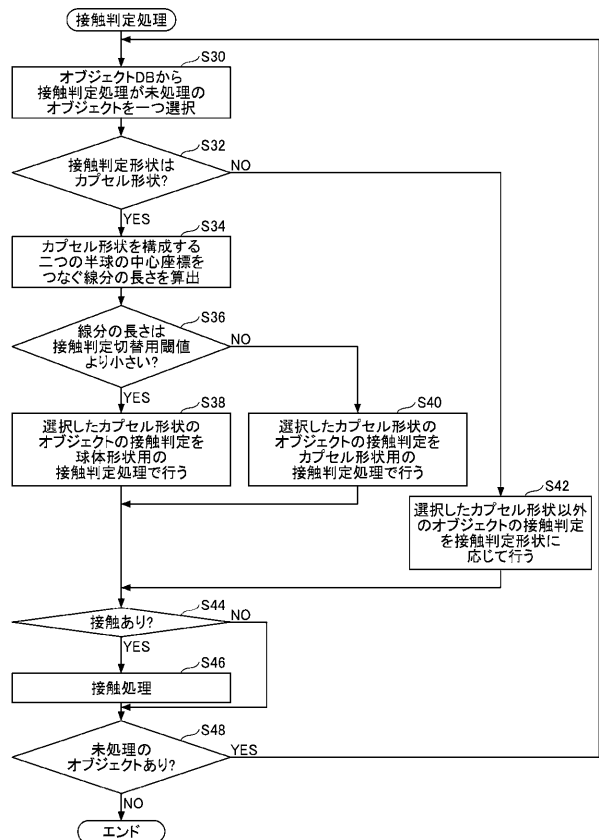 接触判定処理
S30
オブジェクトDBから
接触判定処理が未処理の
オブジェクトを一つ選択
S32
接触判定形状は
カプセル形状?
NO
YES
S34
カプセル形状を構成する
二つの半球の中心座標を
つなぐ線分の長さを算出
S36
線分の長さは
接触判定切替用閾値
より小さい?
NO
YES
S38
選択したカプセル形状の
オブジェクトの接触判定を
球体形状用の
接触判定処理で行う
S40
選択したカプセル形状の
オブジェクトの接触判定を
カプセル形状用の
接触判定処理で行う
S42
選択したカプセル形状以外
のオブジェクトの接触判定
を接触判定形状に
応じて行う
S44
接触あり?
NO
YES
S46
接触処理
S48
未処理の
オブジェクトあり?
YES
NO
エンド